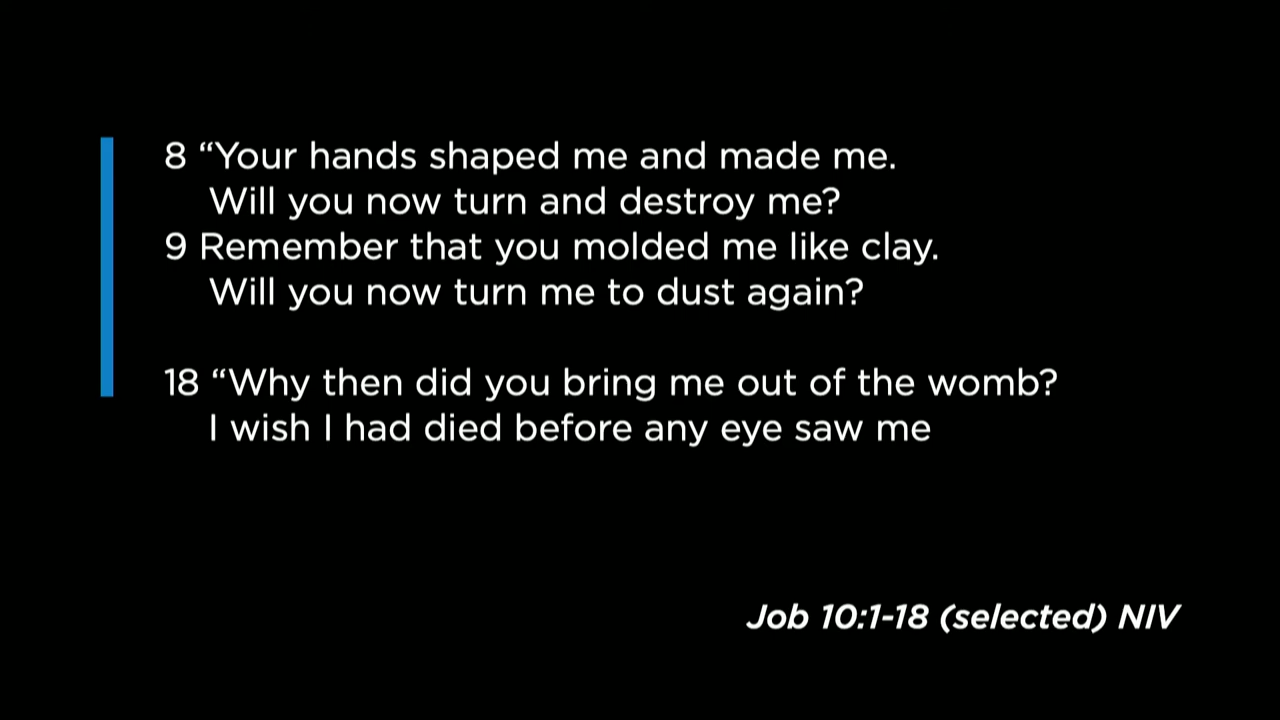 8 “Your hands shaped me and made me.
Will you now turn and destroy me?
9 Remember that you molded me like clay.
Will you now turn me to dust again?
18 “Why then did you bring me out of the womb?
I wish I had died before any eye saw me
Job 10:1-18 (selected) NIV